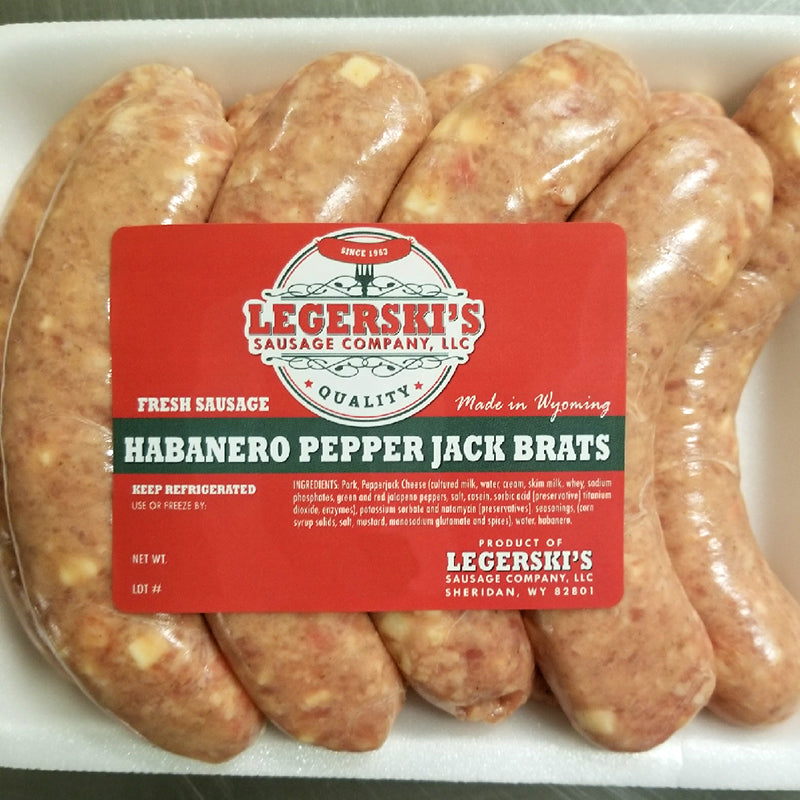 SINCE 1953
LEGERSKI'S
SAUSAGE COMPANY, LLC
★ QUALITY ★
FRESH SAUSAGE
Made in Wyoming
HABANERO PEPPER JACK BRATS
KEEP REFRIGERATED
USE OR FREEZE BY:
INGREDIENTS: Pork, Pepperjack Cheese (cultured milk, water, cream, skim milk, whey, sodium
phosphates, green and red jalapeno peppers, salt, casein, sorbic acid [preservative] titanium
dioxide, enzymes), potassium sorbate and natamycin [preservatives]. seasonings, (corn
syrup solids, salt, mustard, monosodium glutamate and spices), water, habanero.
NET WT.
LOT #
PRODUCT OF
LEGERSKI'S
SAUSAGE COMPANY, LLC
SHERIDAN, WY 82801